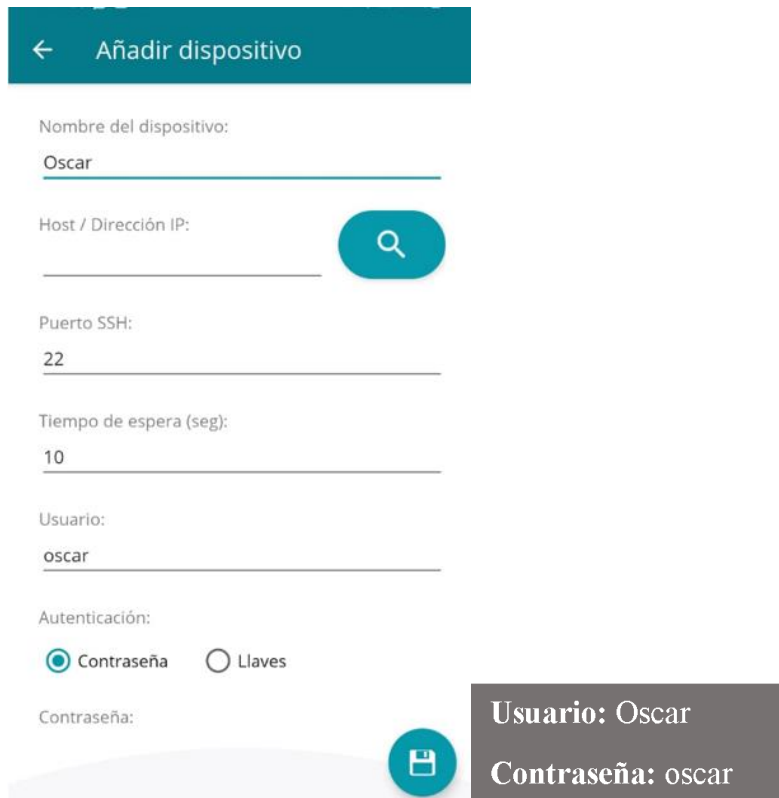 Añadir dispositivo
Nombre del dispositivo:
Oscar
Host / Dirección IP:
Puerto SSH:
22
Tiempo de espera (seg):
10
Usuario:
oscar
Autenticación:
Contraseña Llaves
Contraseña:
Usuario: Oscar
Contraseña: oscar